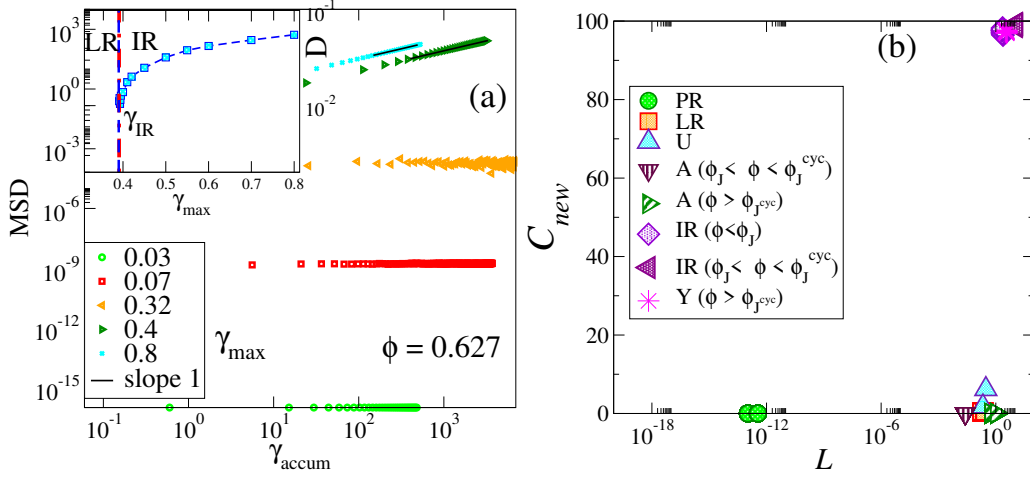 10^3
10^0
10^-3
10^-6
10^-9
10^-12
10^-15
MSD
LR IR
γ_IR
0.4 0.5 0.6 0.7 0.8
γ_max
D
10^-1
10^-2
(a)
0.03
0.07
0.32
0.4
0.8
slope 1
γ_max
ϕ = 0.627
10^-1 10^0 10^1 10^2 10^3
γ_accum
100
80
60
40
20
0
C_new
(b)
PR
LR
U
A (ϕ_J< ϕ < ϕ_J^cyc)
A (ϕ > ϕ_J^cyc)
IR (ϕ<ϕ_J)
IR (ϕ_J< ϕ < ϕ_J^cyc)
Y (ϕ > ϕ_J^cyc)
10^-18 10^-12 10^-6 10^0
L